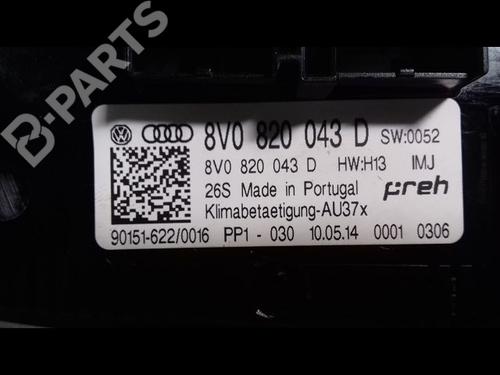 B-PARTS
8V0 820 043 D SW:0052
8V0 820 043 D HW:H13 IMJ
26S Made in Portugal preh
Klimabetaetigung-AU37x
90151-622/0016 PP1 - 030 10.05.14 0001 0306